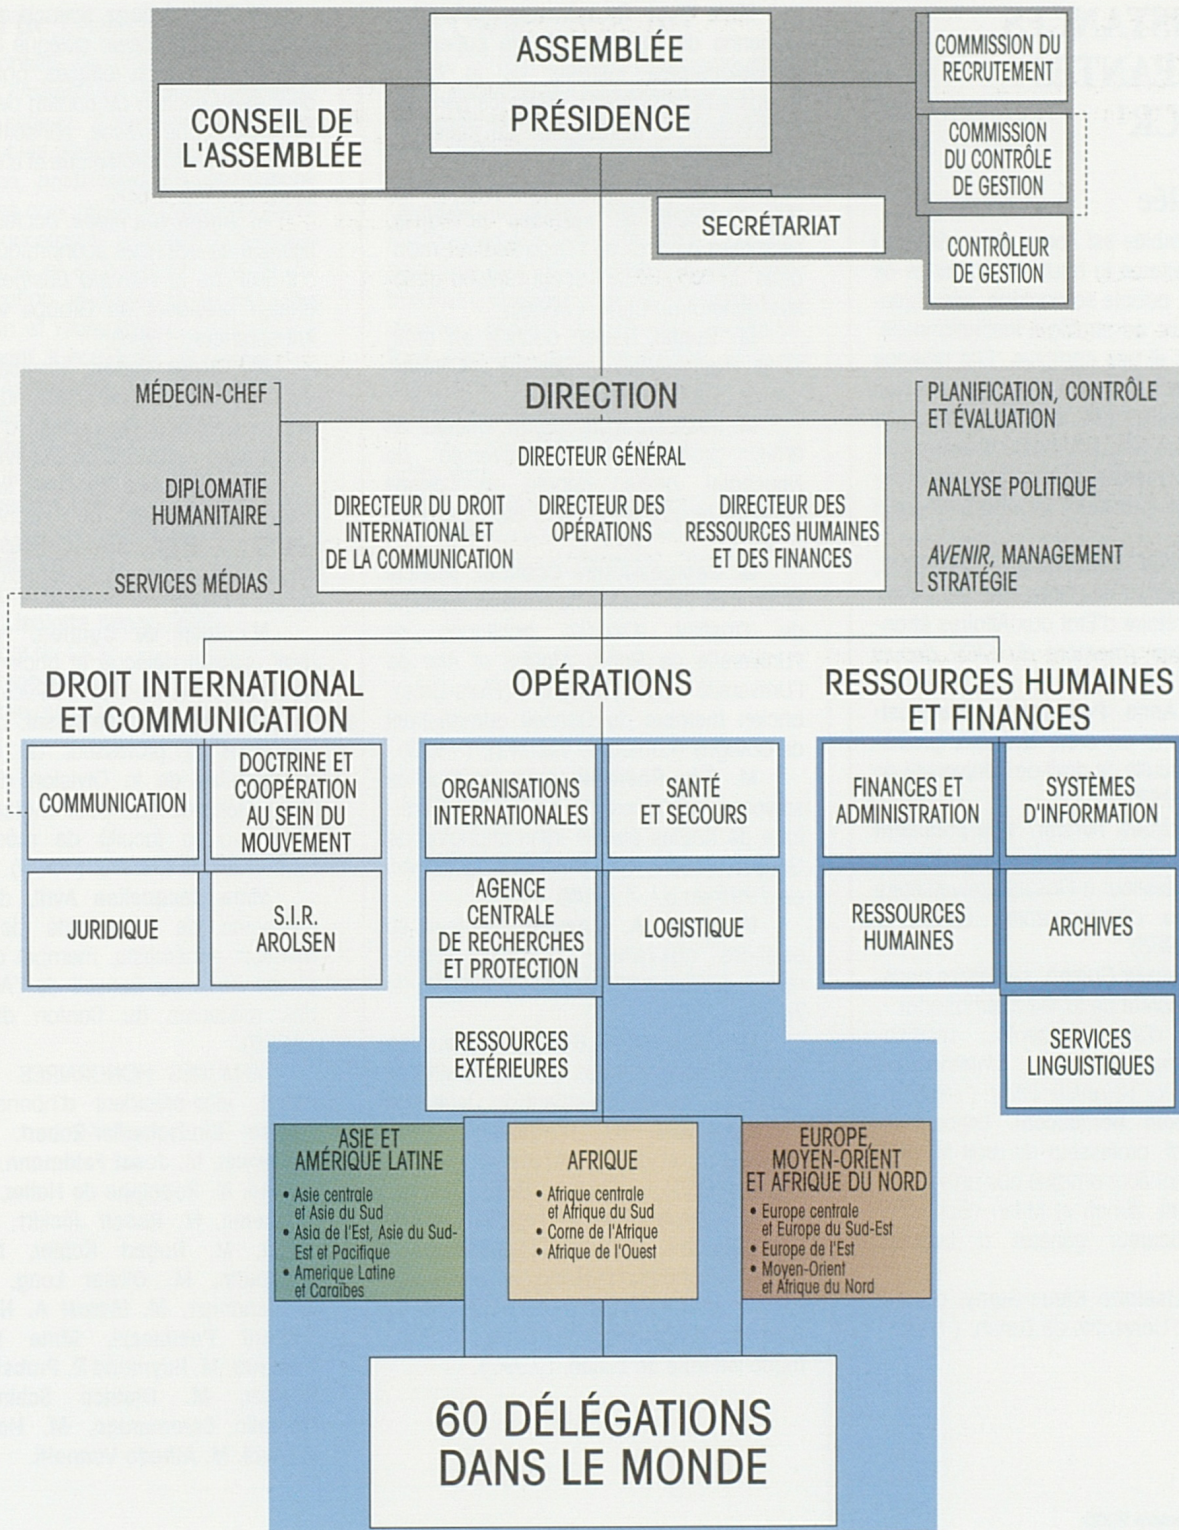 ASSEMBLÉE
PRÉSIDENCE
CONSEIL DE
L'ASSEMBLÉE
SECRÉTARIAT
COMMISSION DU
RECRUTEMENT
COMMISSION
DU CONTRÔLE
DE GESTION
CONTRÔLEUR
DE GESTION
DIRECTION
MÉDECIN-CHEF
DIPLOMATIE
HUMANITAIRE
SERVICES MÉDIAS
DIRECTEUR GÉNÉRAL
DIRECTEUR DU DROIT
INTERNATIONAL ET
DE LA COMMUNICATION
DIRECTEUR DES
OPÉRATIONS
DIRECTEUR DES
RESSOURCES HUMAINES
ET DES FINANCES
PLANIFICATION, CONTRÔLE
ET ÉVALUATION
ANALYSE POLITIQUE
AVENIR, MANAGEMENT
STRATÉGIE
DROIT INTERNATIONAL
ET COMMUNICATION
COMMUNICATION
DOCTRINE ET
COOPÉRATION
AU SEIN DU
MOUVEMENT
JURIDIQUE
S.I.R.
AROLSEN
OPÉRATIONS
ORGANISATIONS
INTERNATIONALES
SANTÉ
ET SECOURS
AGENCE
CENTRALE
DE RECHERCHES
ET PROTECTION
LOGISTIQUE
RESSOURCES
EXTÉRIEURES
RESSOURCES HUMAINES
ET FINANCES
FINANCES ET
ADMINISTRATION
SYSTÈMES
D'INFORMATION
RESSOURCES
HUMAINES
ARCHIVES
SERVICES
LINGUISTIQUES
ASIE ET
AMÉRIQUE LATINE
• Asie centrale
et Asie du Sud
• Asia de l'Est, Asie du Sud-
Est et Pacifique
• Amerique Latine
et Caraïbes
AFRIQUE
• Afrique centrale
et Afrique du Sud
• Corne de l'Afrique
• Afrique de l'Ouest
EUROPE,
MOYEN-ORIENT
ET AFRIQUE DU NORD
• Europe centrale
et Europe du Sud-Est
• Europe de l'Est
• Moyen-Orient
et Afrique du Nord
60 DÉLÉGATIONS
DANS LE MONDE